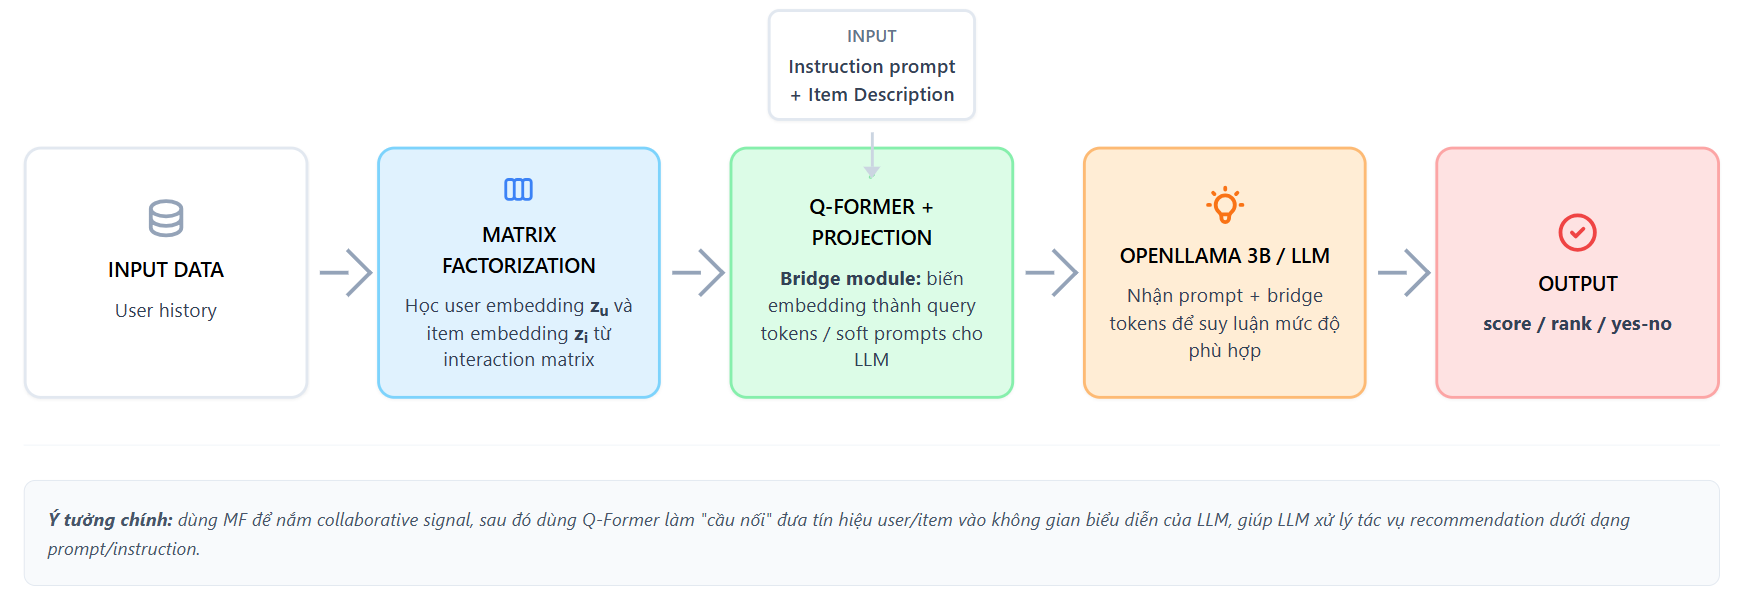 INPUT
Instruction prompt
+ Item Description
INPUT DATA
User history
MATRIX
FACTORIZATION
Học user embedding zu và
item embedding zi từ
interaction matrix
Q-FORMER +
PROJECTION
Bridge module: biến
embedding thành query
tokens / soft prompts cho
LLM
OPENLLAMA 3B / LLM
Nhận prompt + bridge
tokens để suy luận mức độ
phù hợp
OUTPUT
score / rank / yes-no
Ý tưởng chính: dùng MF để nắm collaborative signal, sau đó dùng Q-Former làm "cầu nối" đưa tín hiệu user/item vào không gian biểu diễn của LLM, giúp LLM xử lý tác vụ recommendation dưới dạng
prompt/instruction.